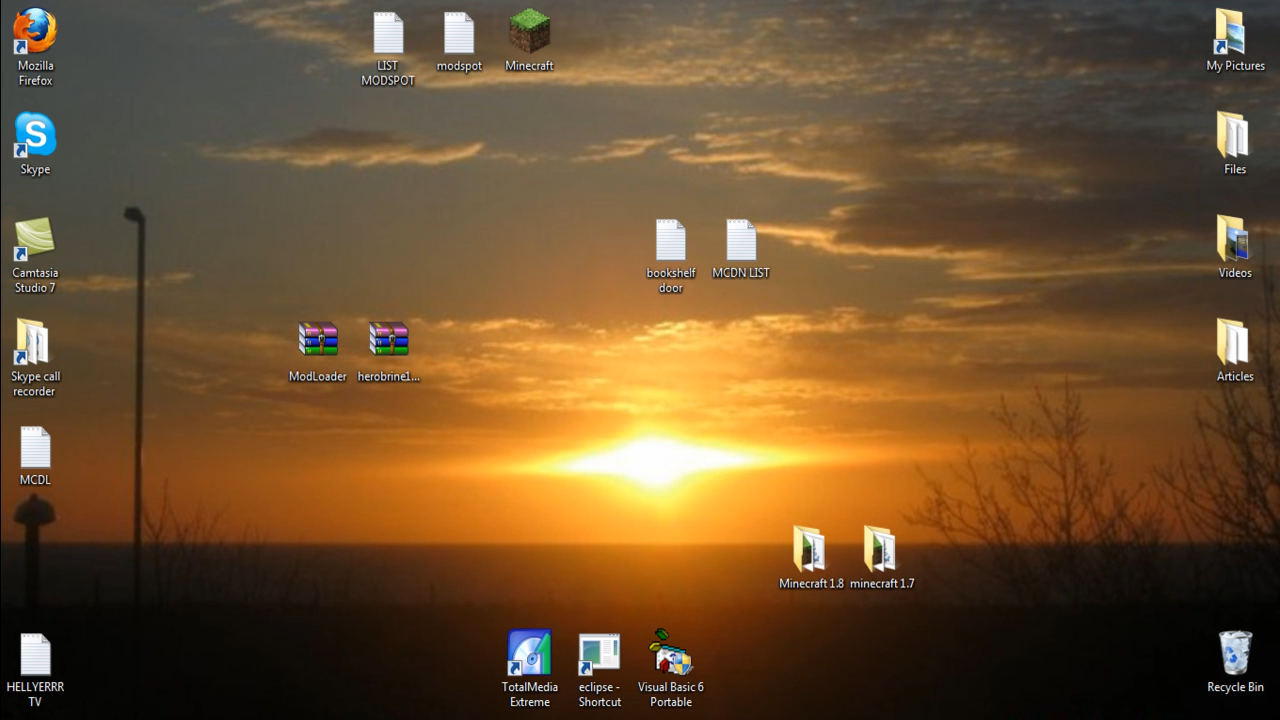 Mozilla
Firefox
LIST
MODSPOT
modspot
Minecraft
My Pictures
Skype
Files
Camtasia
Studio 7
bookshelf
door
MCDN LIST
Videos
Skype call
recorder
ModLoader
herobrine1...
Articles
MCDL
Minecraft 1.8
minecraft 1.7
HELLYERRR
TV
TotalMedia
Extreme
eclipse -
Shortcut
Visual Basic 6
Portable
Recycle Bin